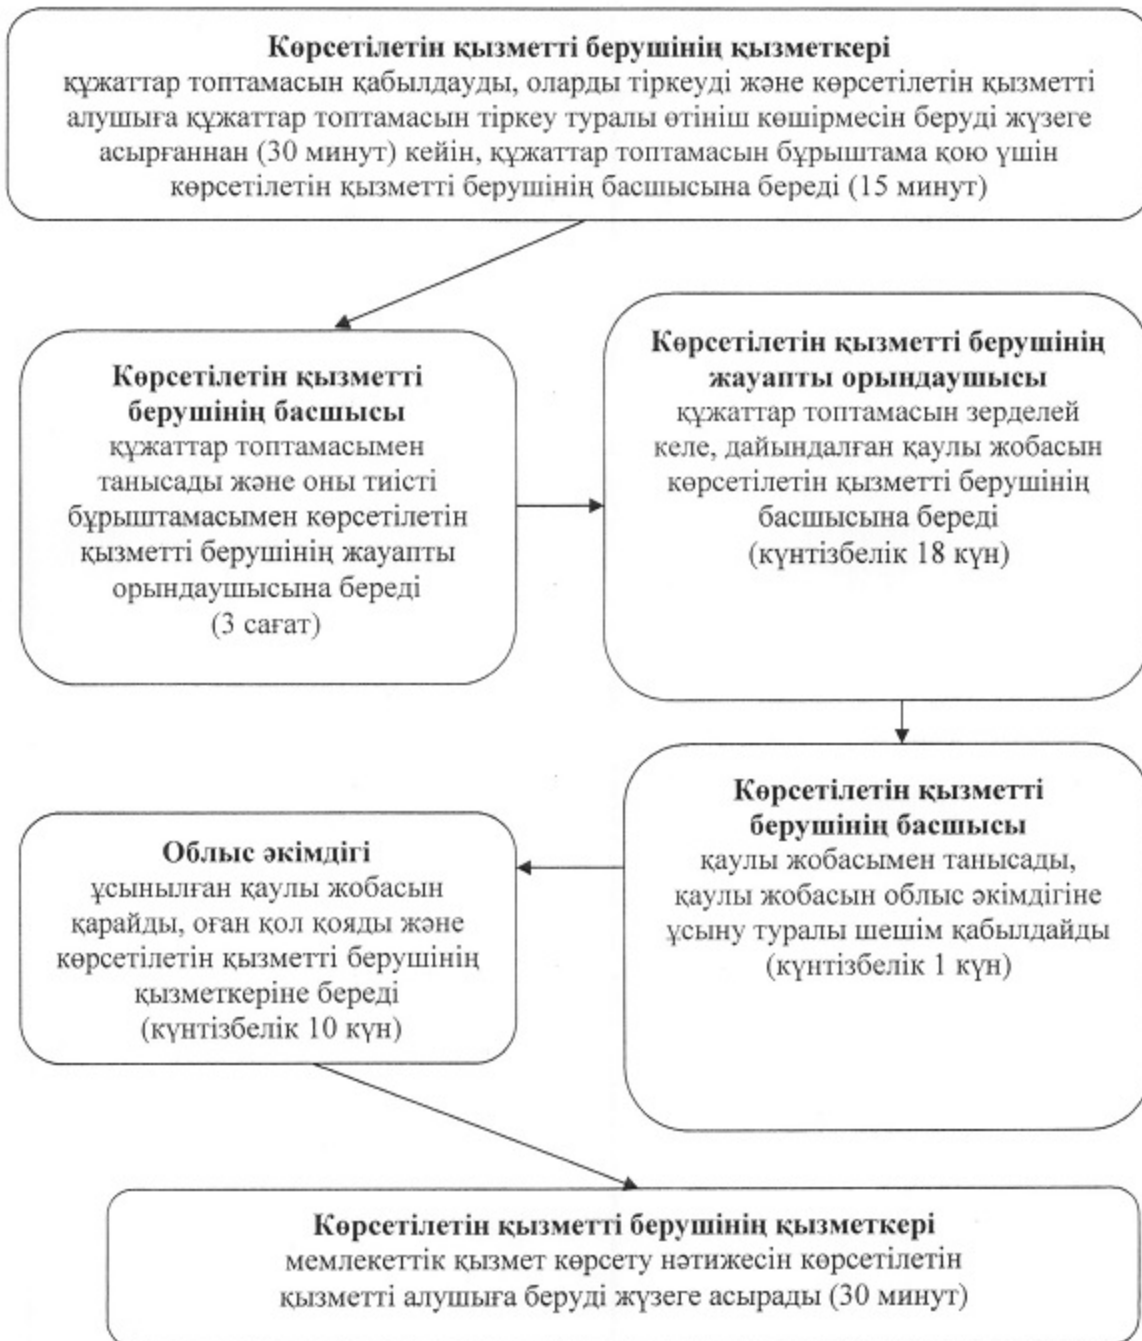 Көрсетілетін қызметті берушінің қызметкері
құжаттар топтамасын қабылдауды, оларды тіркеуді және көрсетілетін қызметті
алушыға құжаттар топтамасын тіркеу туралы өтініш көшірмесін беруді жүзеге
асырғаннан (30 минут) кейін, құжаттар топтамасын бұрыштама қою үшін
көрсетілетін қызметті берушінің басшысына береді (15 минут)
Көрсетілетін қызметті
берушінің басшысы
құжаттар топтамасымен
танысады және оны тиісті
бұрыштамасымен көрсетілетін
қызметті берушінің жауапты
орындаушысына береді
(3 сағат)
Көрсетілетін қызметті берушінің
жауапты орындаушысы
құжаттар топтамасын зерделей
келе, дайындалған қаулы жобасын
көрсетілетін қызметті берушінің
басшысына береді
(күнтізбелік 18 күн)
Көрсетілетін қызметті
берушінің басшысы
қаулы жобасымен танысады,
қаулы жобасын облыс әкімдігіне
ұсыну туралы шешім қабылдайды
(күнтізбелік 1 күн)
Облыс әкімдігі
ұсынылған қаулы жобасын
қарайды, оған қол қояды және
көрсетілетін қызметті берушінің
қызметкеріне береді
(күнтізбелік 10 күн)
Көрсетілетін қызметті берушінің қызметкері
мемлекеттік қызмет көрсету нәтижесін көрсетілетін
қызметті алушыға беруді жүзеге асырады (30 минут)